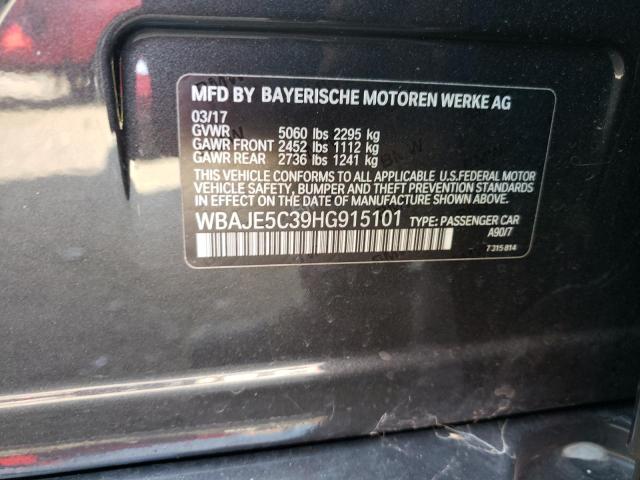 MFD BY BAYERISCHE MOTOREN WERKE AG
03/17
GVWR 5060 lbs 2295 kg
GAWR FRONT 2452 lbs 1112 kg
GAWR REAR 2736 lbs 1241 kg
THIS VEHICLE CONFORMS TO ALL APPLICABLE U.S.FEDERAL MOTOR
VEHICLE SAFETY, BUMPER AND THEFT PREVENTION STANDARDS
IN EFFECT ON THE DATE OF MANUFACTURE SHOWN ABOVE.
WBAJE5C39HG915101 TYPE: PASSENGER CAR
A90/7
7 315 814